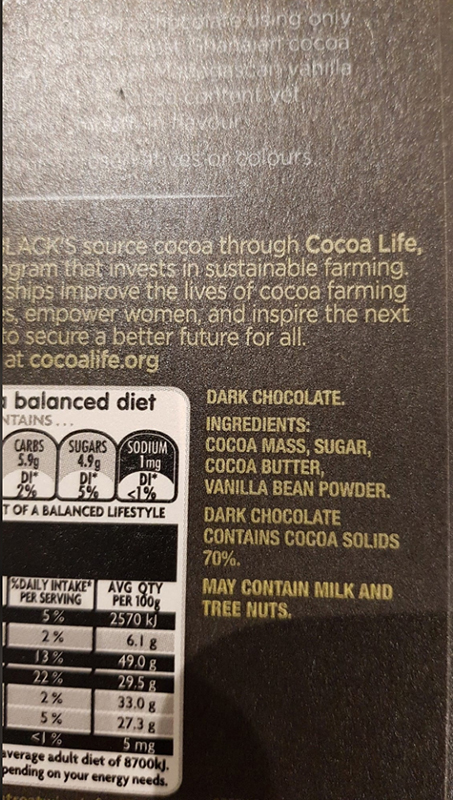 chocolate using only
Ghanaian cocoa
Madagascan vanilla
content yet
flavour
or colours.
LACK'S source cocoa through Cocoa Life,
ogram that invests in sustainable farming.
rships improve the lives of cocoa farming
s, empower women, and inspire the next
to secure a better future for all.
at cocoalife.org
a balanced diet
NTAINS...
CARBS 5.9g DI* 2%
SUGARS 4.9g DI* 5%
SODIUM 1mg DI* <1%
T OF A BALANCED LIFESTYLE
%DAILY INTAKE* AVG QTY
PER SERVING PER 100g
5% 2570 kJ
2% 6.1 g
13% 49.0 g
22% 29.5 g
2% 33.0 g
5% 27.3 g
<1% 5 mg
average adult diet of 8700kJ.
pending on your energy needs.
DARK CHOCOLATE.
INGREDIENTS:
COCOA MASS, SUGAR,
COCOA BUTTER,
VANILLA BEAN POWDER.
DARK CHOCOLATE
CONTAINS COCOA SOLIDS
70%.
MAY CONTAIN MILK AND
TREE NUTS.